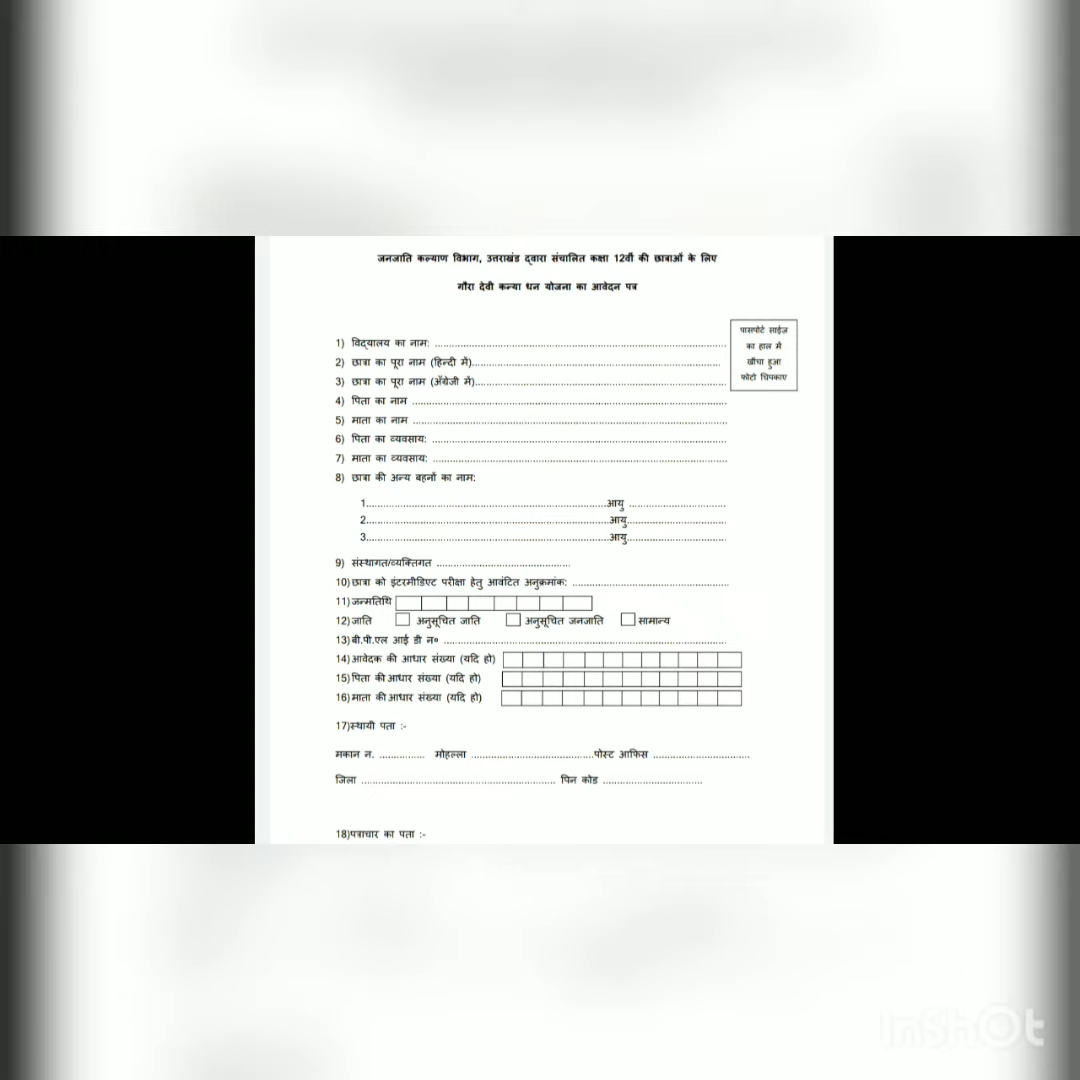 जनजाति कल्याण विभाग, उत्तराखंड द्वारा संचालित कक्षा 12वीं की छात्राओं के लिए
गौरा देवी कन्या धन योजना का आवेदन पत्र
पासपोर्ट साईज़
का हाल में
खींचा हुआ
फोटो चिपकाए
1) विद्यालय का नाम: ........................................
2) छात्रा का पूरा नाम (हिन्दी में)........................................
3) छात्रा का पूरा नाम (अँग्रेजी में)........................................
4) पिता का नाम ........................................
5) माता का नाम ........................................
6) पिता का व्यवसाय: ........................................
7) माता का व्यवसाय: ........................................
8) छात्रा की अन्य बहनों का नाम:
1........................................आयु ....................
2........................................आयु....................
3........................................आयु....................
9) संस्थागत/व्यक्तिगत ........................................
10) छात्रा को इंटरमीडिएट परीक्षा हेतु आवंटित अनुक्रमांक: ........................................
11) जन्मतिथि
12) जाति अनुसूचित जाति अनुसूचित जनजाति सामान्य
13) बी.पी.एल आई डी न० ........................................
14) आवेदक की आधार संख्या (यदि हो)
15) पिता की आधार संख्या (यदि हो)
16) माता की आधार संख्या (यदि हो)
17)स्थायी पता :-
मकान न. ............... मोहल्ला ........................................पोस्ट आफिस ..............................
जिला ........................................ पिन कोड ..............................
18)पत्राचार का पता :-
InShOt